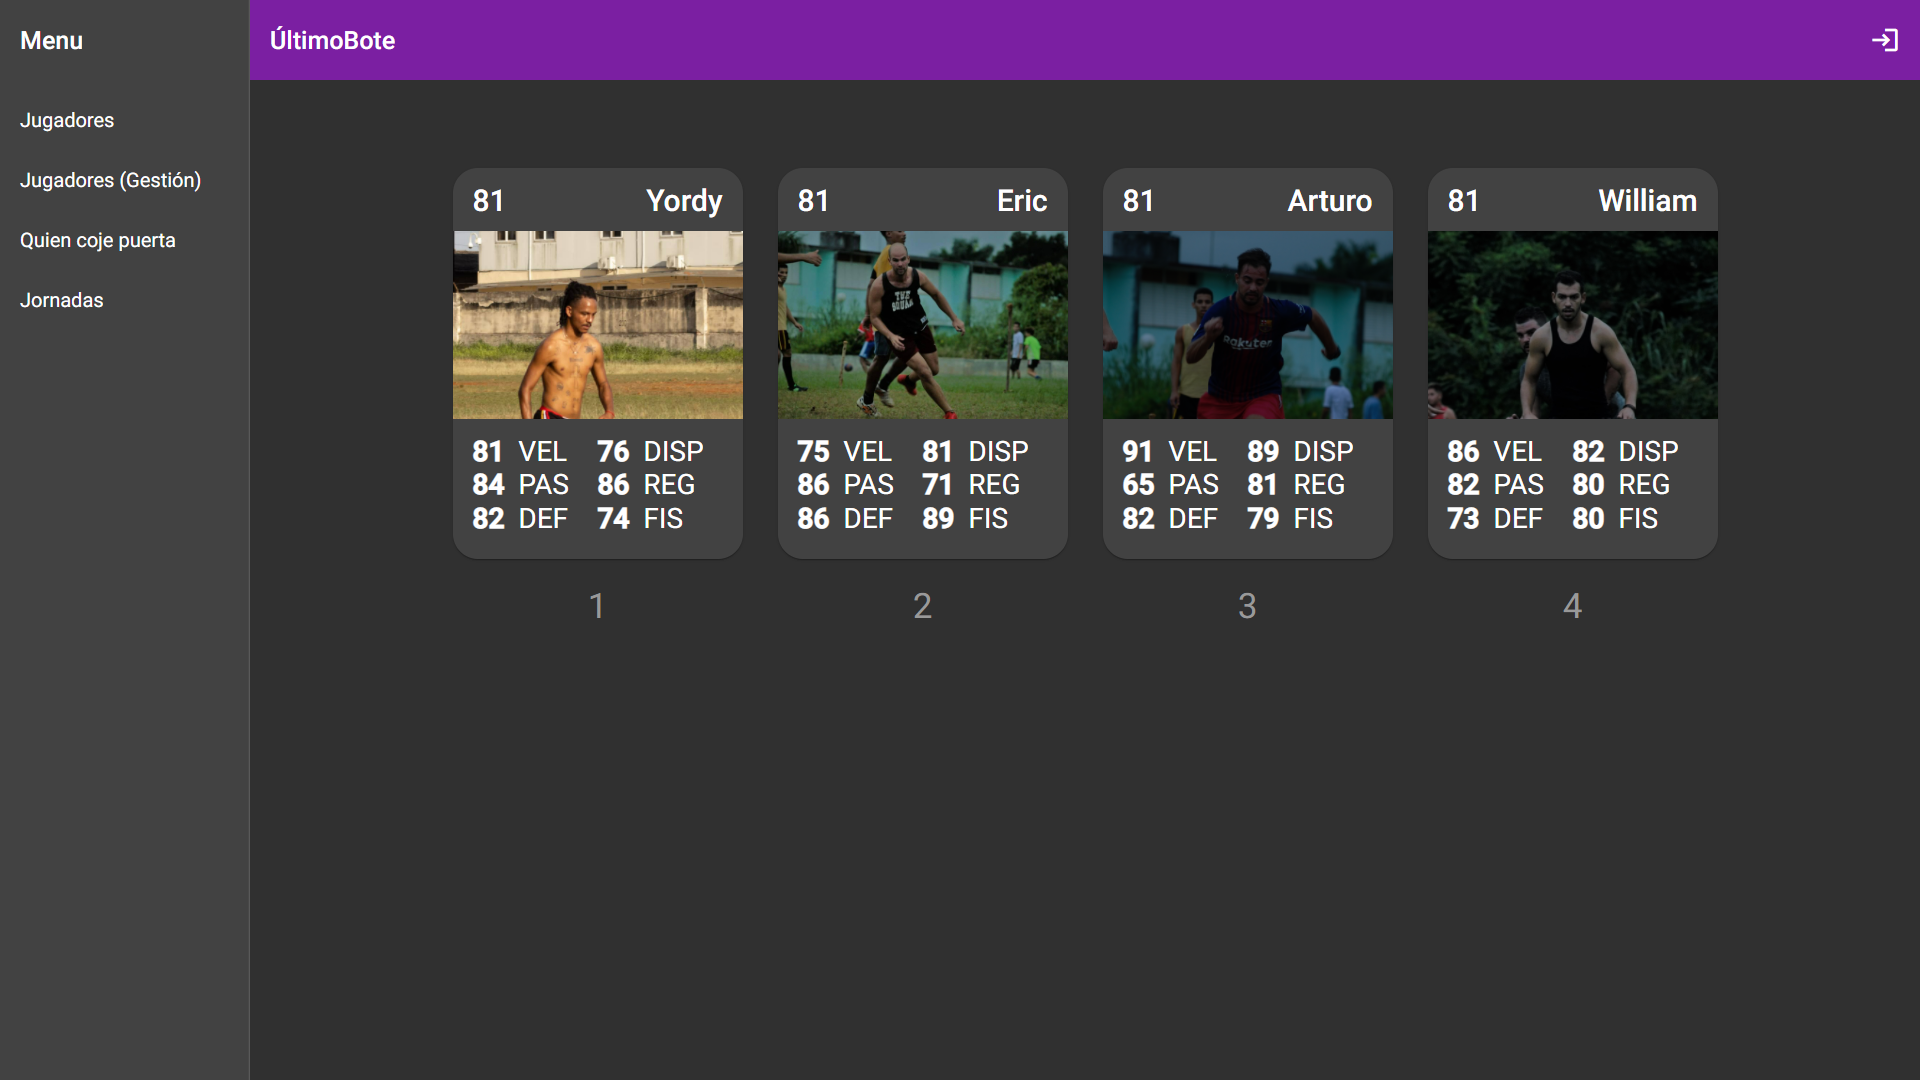 Menu
ÚltimoBote
Jugadores
Jugadores (Gestión)
Quien coje puerta
Jornadas
81 Yordy
81 VEL 76 DISP
84 PAS 86 REG
82 DEF 74 FIS
1
81 Eric
THE
SQUAD
75 VEL 81 DISP
86 PAS 71 REG
86 DEF 89 FIS
2
81 Arturo
Rakuten
91 VEL 89 DISP
65 PAS 81 REG
82 DEF 79 FIS
3
81 William
86 VEL 82 DISP
82 PAS 80 REG
73 DEF 80 FIS
4